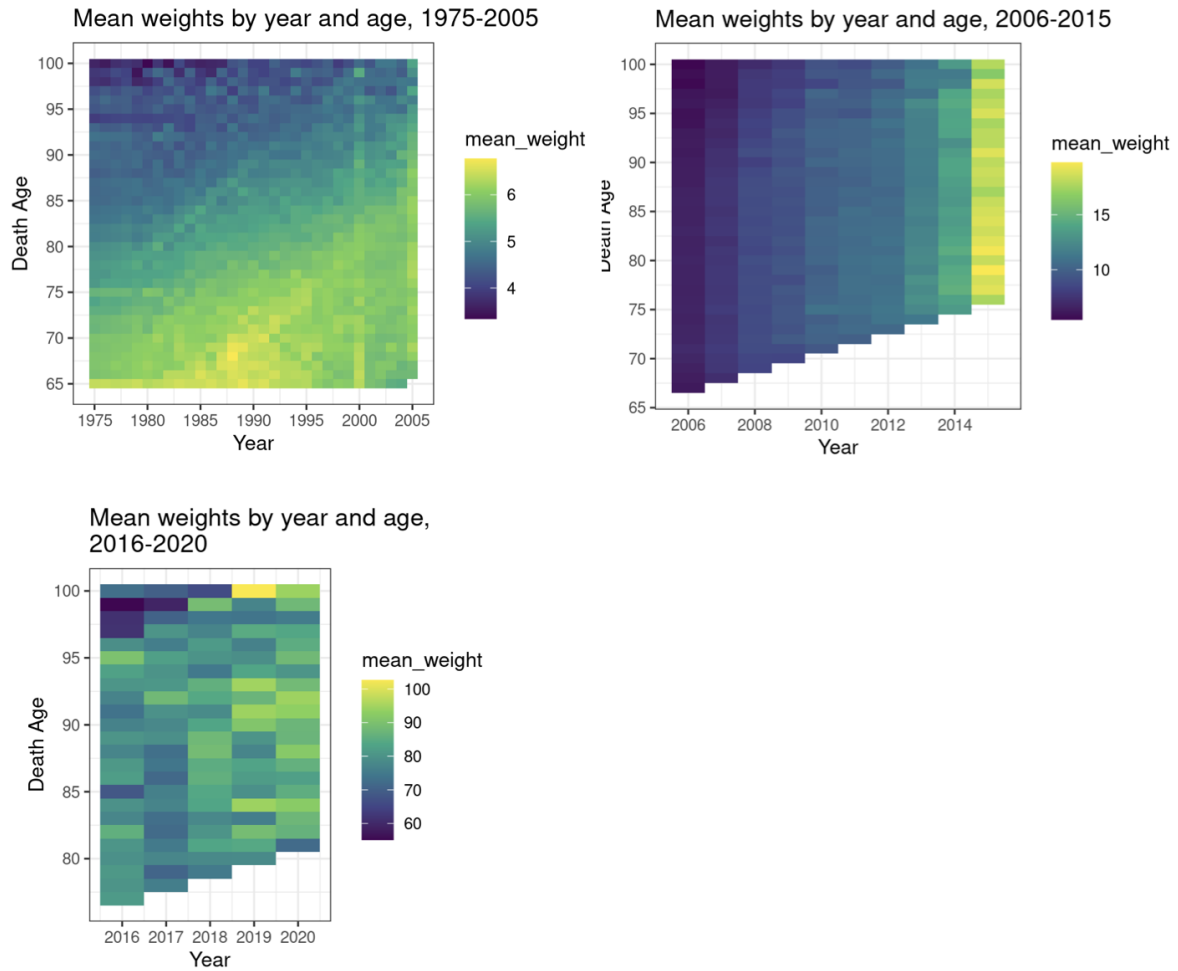 Mean weights by year and age, 1975-2005
100
95
90
85
80
75
70
65
Death Age
1975 1980 1985 1990 1995 2000 2005
Year
mean_weight
6
5
4
Mean weights by year and age, 2006-2015
100
95
90
85
80
75
70
65
Death Age
2006 2008 2010 2012 2014
Year
mean_weight
15
10
Mean weights by year and age,
2016-2020
100
95
90
85
80
Death Age
2016 2017 2018 2019 2020
Year
mean_weight
100
90
80
70
60